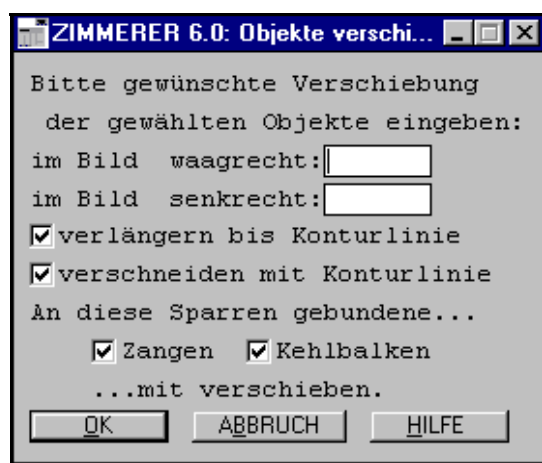 ZIMMERER 6.0: Objekte verschi...
Bitte gewünschte Verschiebung
der gewählten Objekte eingeben:
im Bild waagrecht:
im Bild senkrecht:
verlängern bis Konturlinie
verschneiden mit Konturlinie
An diese Sparren gebundene...
Zangen Kehlbalken
...mit verschieben.
OK ABBRUCH HILFE